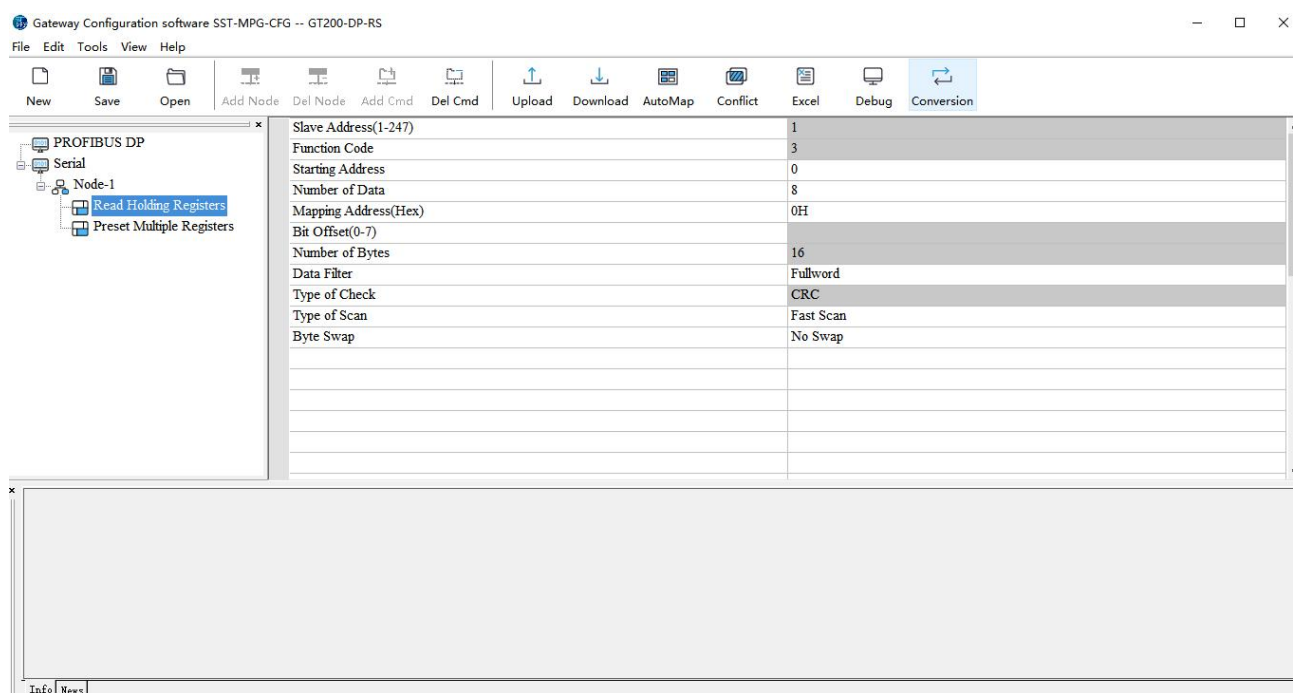 Gateway Configuration software SST-MPG-CFG -- GT200-DP-RS
File Edit Tools View Help
New Save Open Add Node Del Node Add Cmd Del Cmd Upload Download AutoMap Conflict Excel Debug Conversion
PROFIBUS DP
Serial
Node-1
Read Holding Registers
Preset Multiple Registers
Slave Address(1-247) 1
Function Code 3
Starting Address 0
Number of Data 8
Mapping Address(Hex) 0H
Bit Offset(0-7)
Number of Bytes 16
Data Filter Fullword
Type of Check CRC
Type of Scan Fast Scan
Byte Swap No Swap
Info News